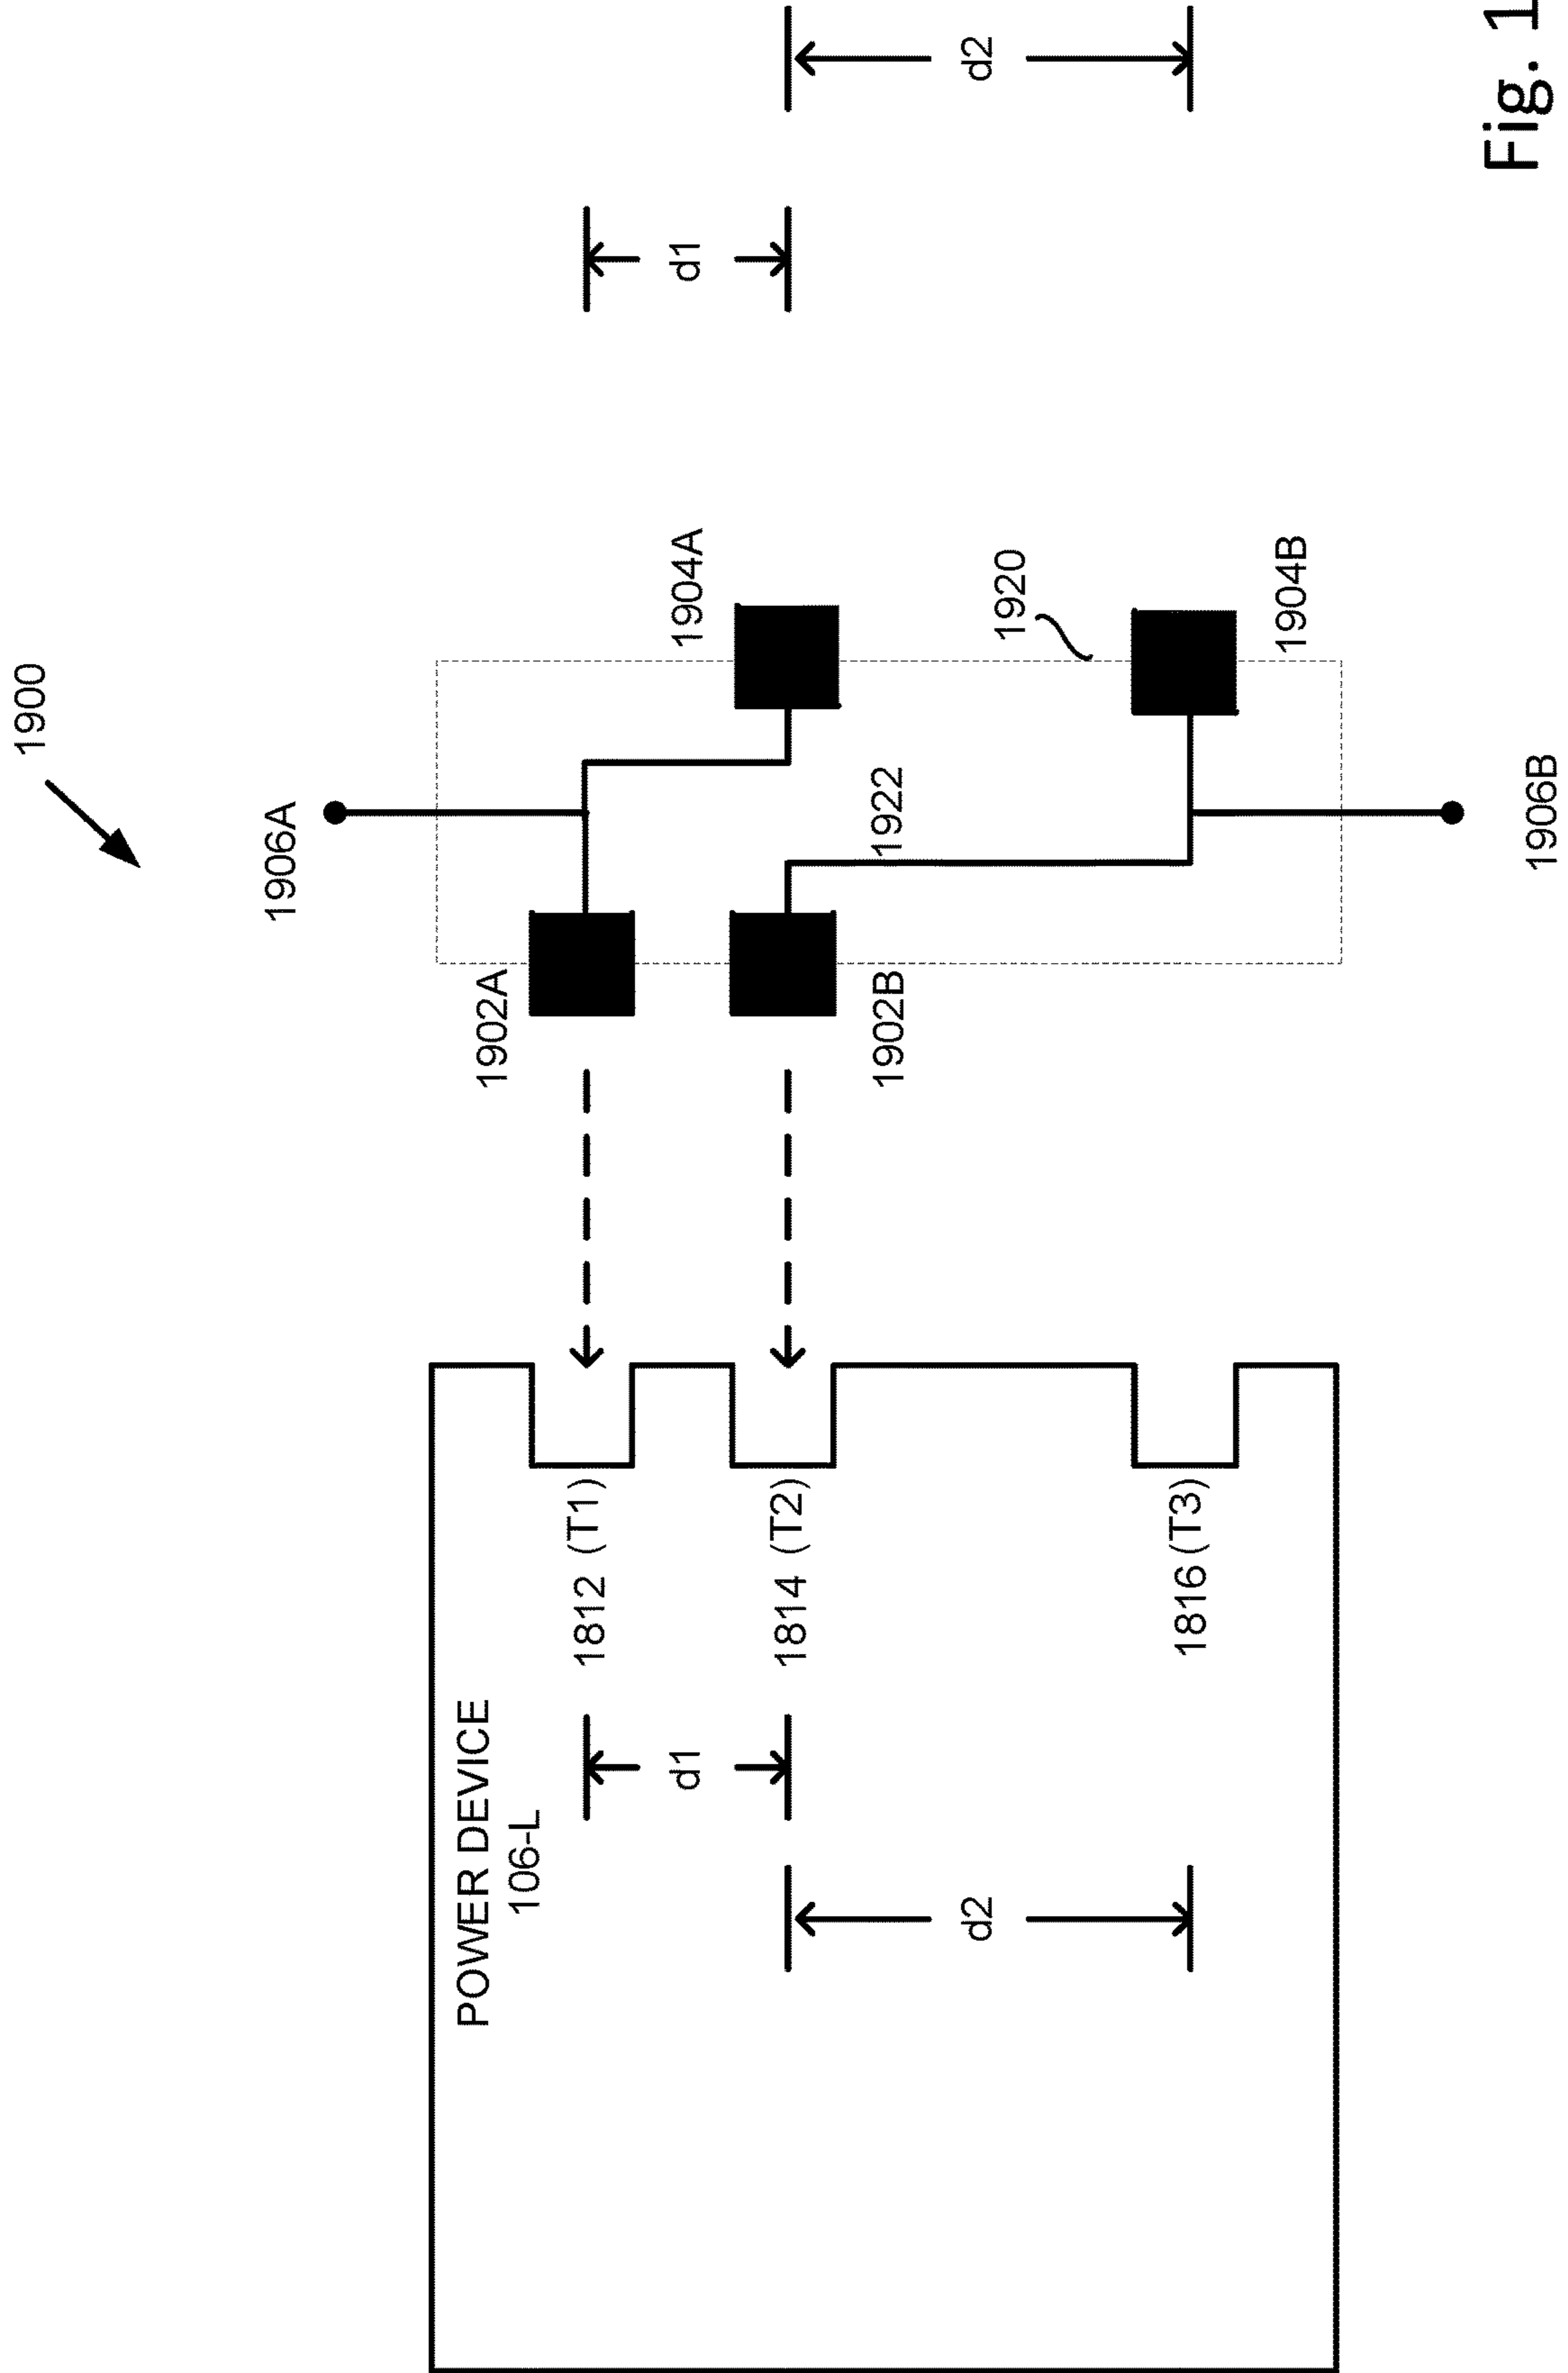 1900
1906A
POWER DEVICE
106-L
1902A
1812 (T1)
1904A
d1
d1
1814 (T2)
1902B
1922
d2
1920
d2
1816 (T3)
1904B
1906B
Fig. 1